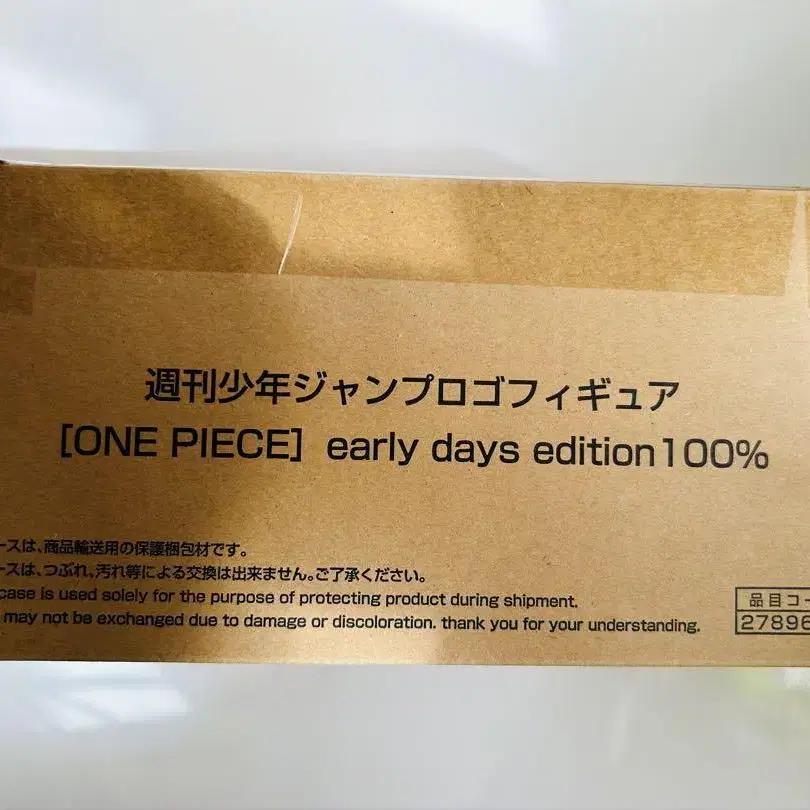 週刊少年ジャンプロゴフィギュア
[ONE PIECE] early days edition100%
ースは、商品輸送用の保護梱包材です。
ースは、つぶれ、汚れ等による交換は出来ません。ご了承ください。
case is used solely for the purpose of protecting product during shipment.
may not be exchanged due to damage or discoloration. thank you for your understanding.
品目コー
27896